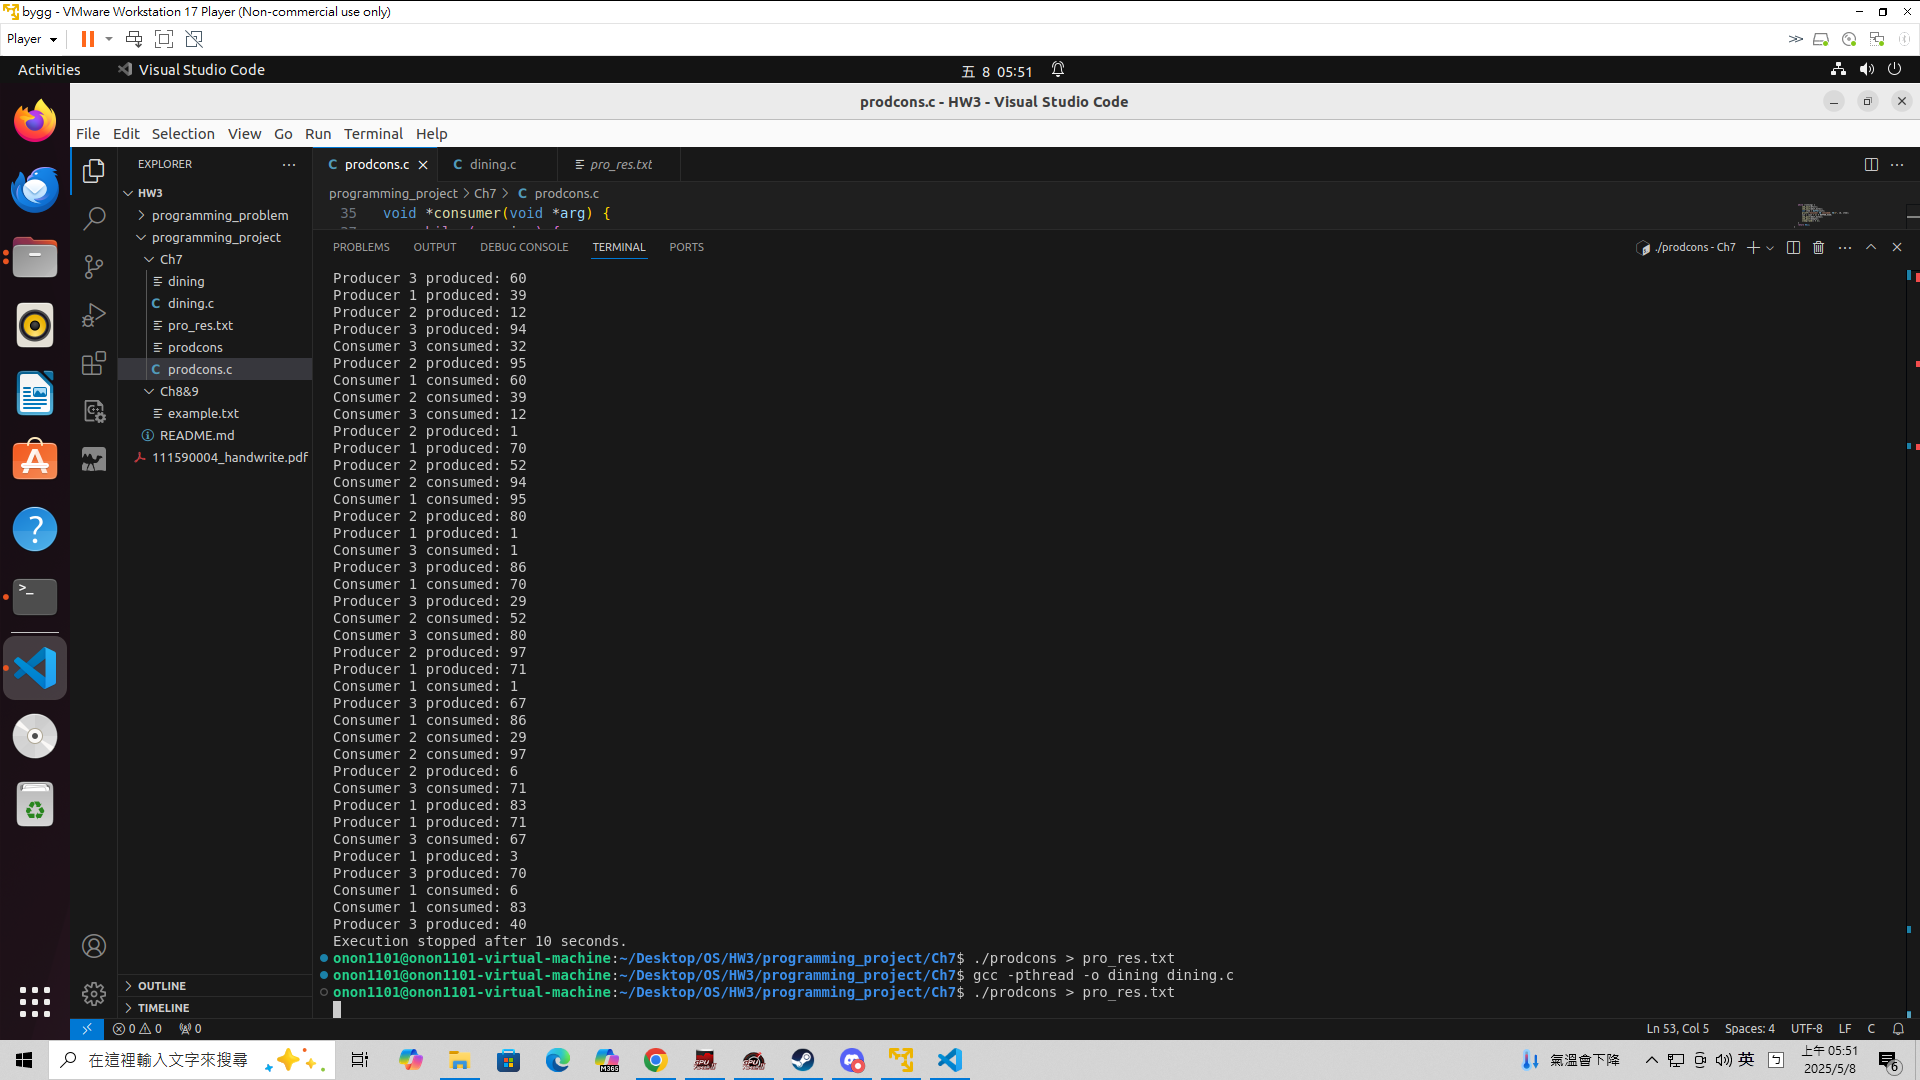 bygg - VMware Workstation 17 Player (Non-commercial use only)
Player
Activities
Visual Studio Code
五 8 05:51
prodcons.c - HW3 - Visual Studio Code
File Edit Selection View Go Run Terminal Help
EXPLORER
HW3
programming_problem
programming_project
Ch7
dining
dining.c
pro_res.txt
prodcons
prodcons.c
Ch8&9
example.txt
README.md
111590004_handwrite.pdf
OUTLINE
TIMELINE
prodcons.c
dining.c
pro_res.txt
programming_project > Ch7 > prodcons.c
35 void *consumer(void *arg) {
PROBLEMS OUTPUT DEBUG CONSOLE TERMINAL PORTS
./prodcons - Ch7
Producer 3 produced: 60
Producer 1 produced: 39
Producer 2 produced: 12
Producer 3 produced: 94
Consumer 3 consumed: 32
Producer 2 produced: 95
Consumer 1 consumed: 60
Consumer 2 consumed: 39
Consumer 3 consumed: 12
Producer 2 produced: 1
Producer 1 produced: 70
Producer 2 produced: 52
Consumer 2 consumed: 94
Consumer 1 consumed: 95
Producer 2 produced: 80
Producer 1 produced: 1
Consumer 3 consumed: 1
Producer 3 produced: 86
Consumer 1 consumed: 70
Producer 3 produced: 29
Consumer 2 consumed: 52
Consumer 3 consumed: 80
Producer 2 produced: 97
Producer 1 produced: 71
Consumer 1 consumed: 1
Producer 3 produced: 67
Consumer 1 consumed: 86
Consumer 2 consumed: 29
Consumer 2 consumed: 97
Producer 2 produced: 6
Consumer 3 consumed: 71
Producer 1 produced: 83
Producer 1 produced: 71
Consumer 3 consumed: 67
Producer 1 produced: 3
Producer 3 produced: 70
Consumer 1 consumed: 6
Consumer 1 consumed: 83
Producer 3 produced: 40
Execution stopped after 10 seconds.
onon1101@onon1101-virtual-machine:~/Desktop/OS/HW3/programming_project/Ch7$ ./prodcons > pro_res.txt
onon1101@onon1101-virtual-machine:~/Desktop/OS/HW3/programming_project/Ch7$ gcc -pthread -o dining dining.c
onon1101@onon1101-virtual-machine:~/Desktop/OS/HW3/programming_project/Ch7$ ./prodcons > pro_res.txt
0 0 0
Ln 53, Col 5 Spaces: 4 UTF-8 LF C
在這裡輸入文字來搜尋
氣溫會下降
英
上午 05:51
2025/5/8
6